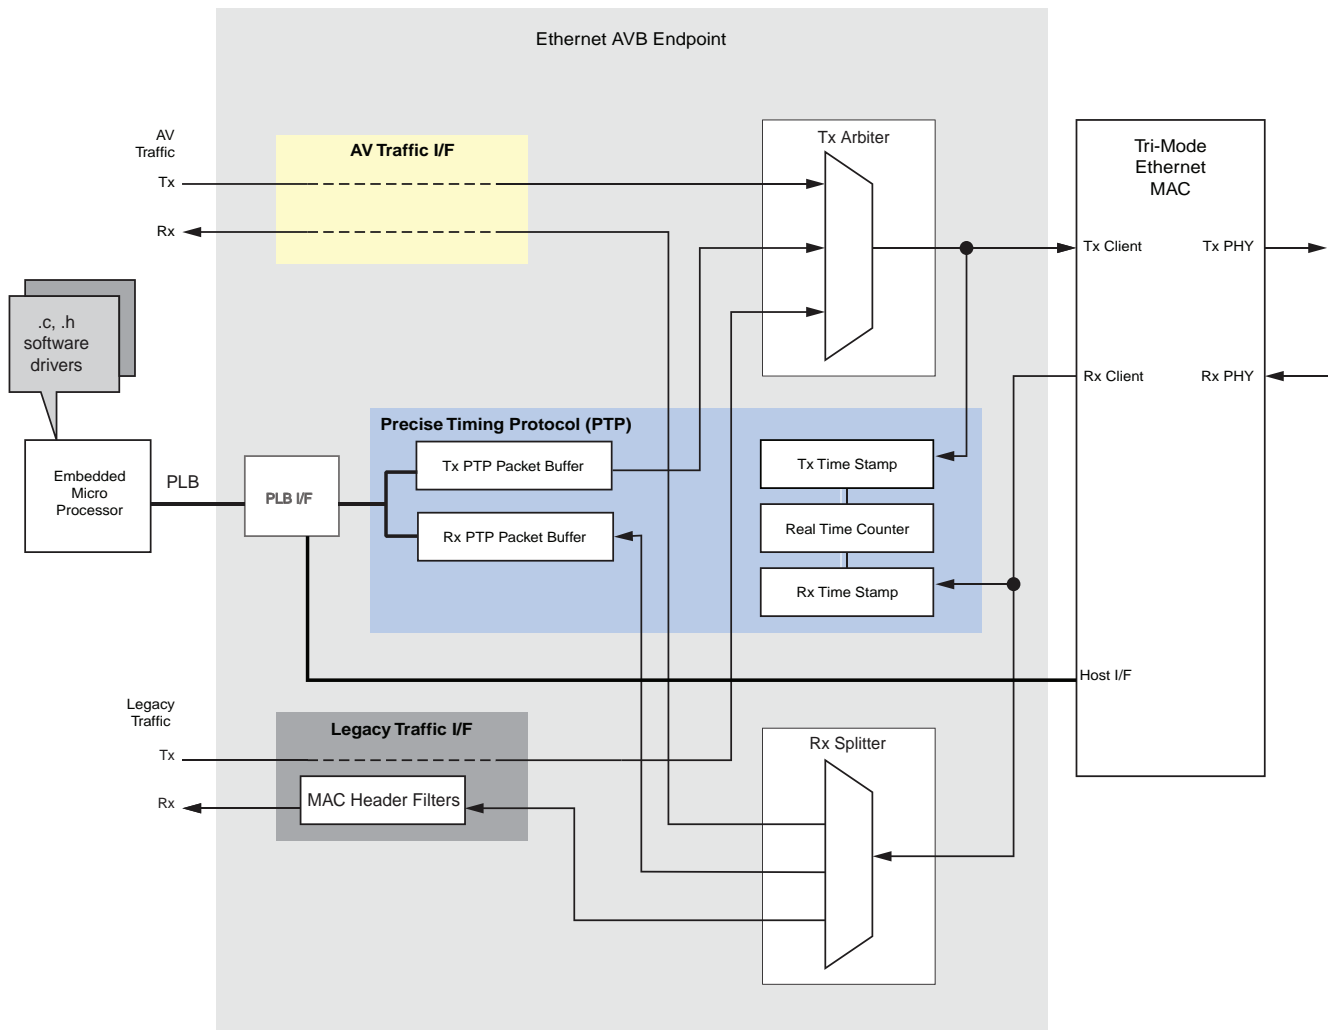 Ethernet AVB Endpoint
AV
Traffic
Tx
Rx
AV Traffic I/F
Tx Arbiter
Tri-Mode
Ethernet
MAC
Tx Client
Tx PHY
Rx Client
Rx PHY
.c, .h
software
drivers
Precise Timing Protocol (PTP)
Tx PTP Packet Buffer
Tx Time Stamp
Embedded
Micro
Processor
PLB
PLB I/F
Rx PTP Packet Buffer
Real Time Counter
Rx Time Stamp
Host I/F
Legacy
Traffic
Tx
Rx
Legacy Traffic I/F
MAC Header Filters
Rx Splitter